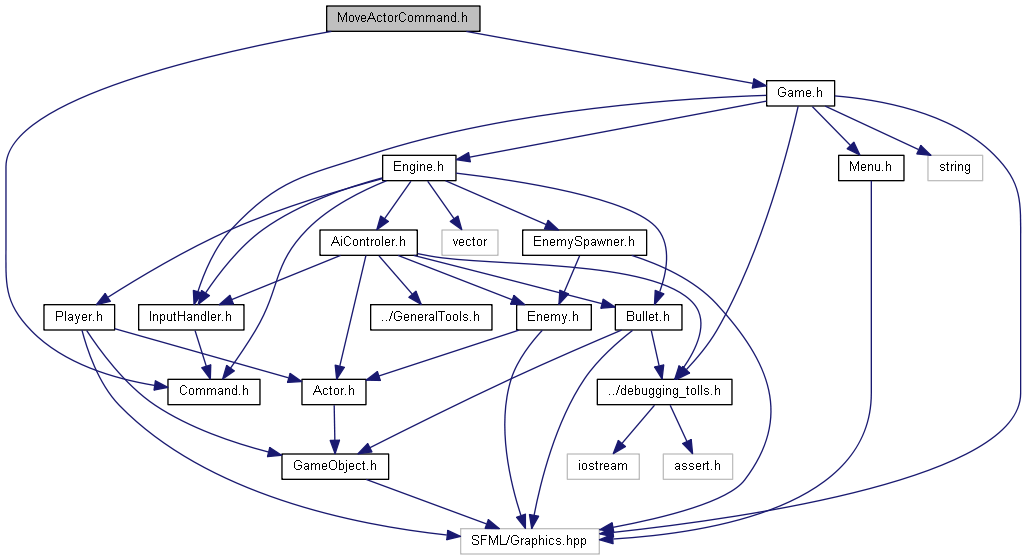 MoveActorCommand.h
Game.h
Engine.h
Menu.h
string
AiControler.h
vector
EnemySpawner.h
Player.h
InputHandler.h
../GeneralTools.h
Enemy.h
Bullet.h
Command.h
Actor.h
../debugging_tolls.h
GameObject.h
iostream
assert.h
SFML/Graphics.hpp